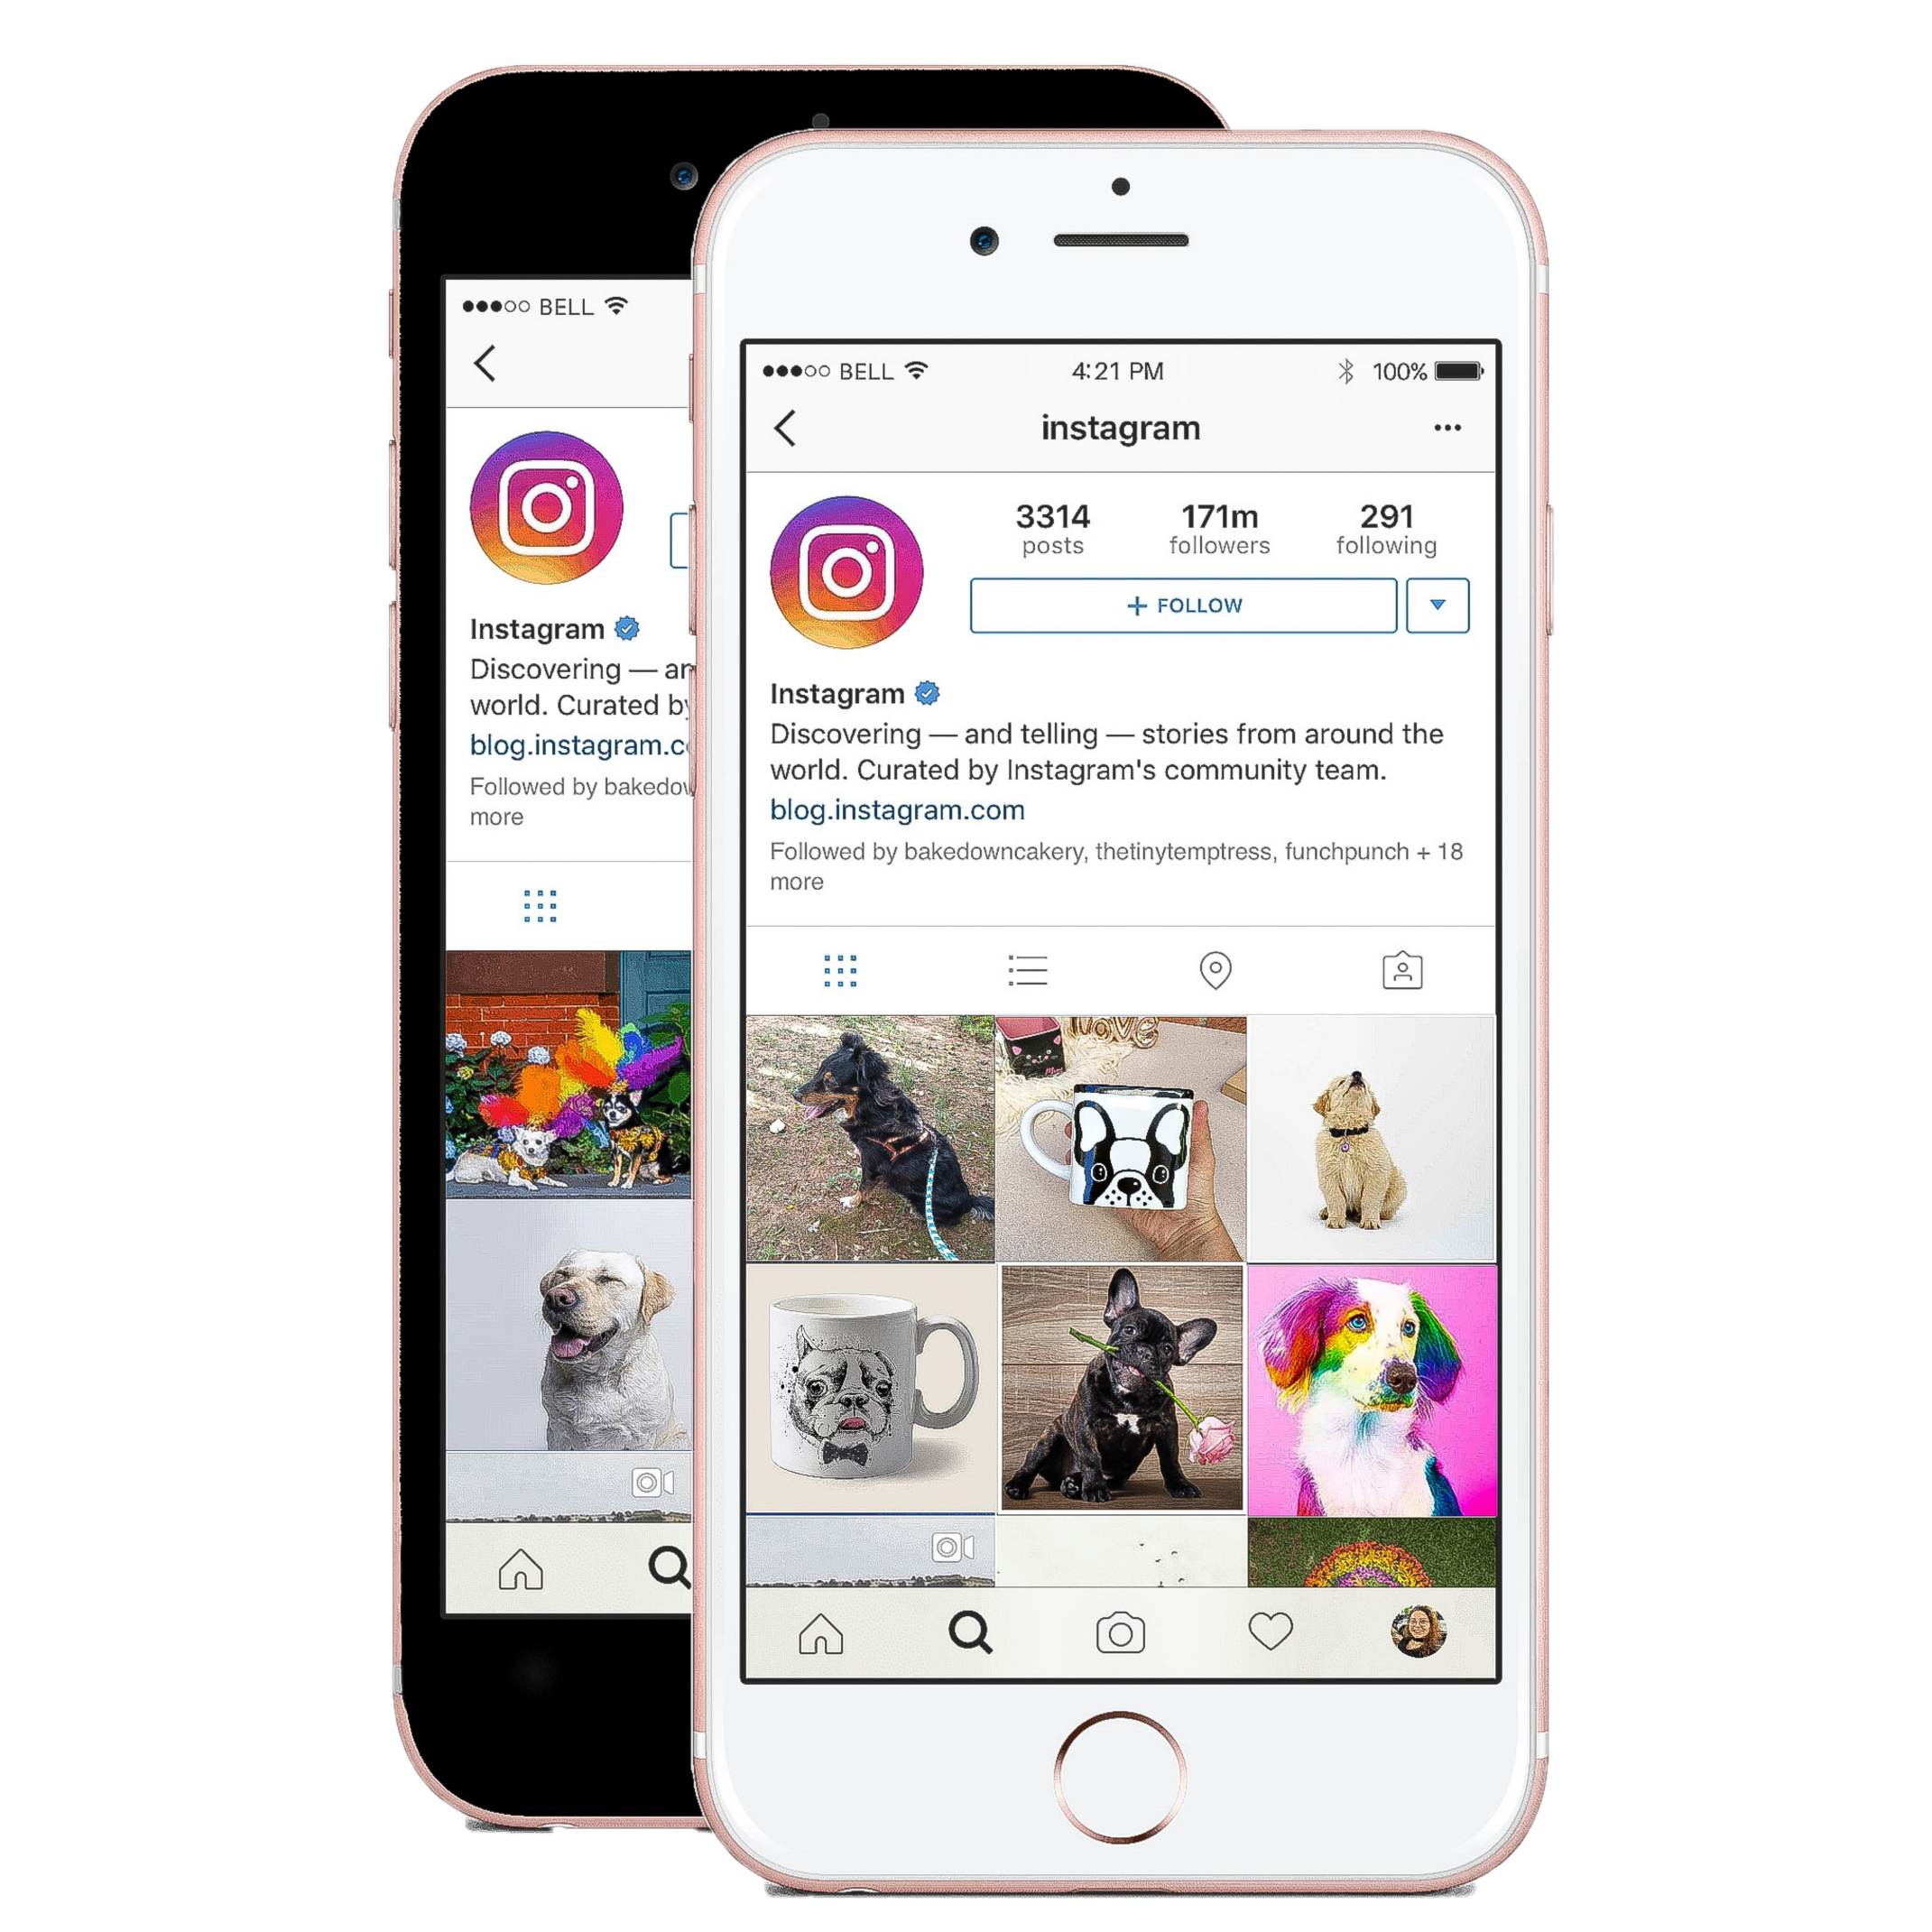 ●●●○○ BELL
Instagram
Discovering — an
world. Curated by
blog.instagram.c
Followed by bakedow
more
●●●○○ BELL 4:21 PM 100%
instagram
3314 171m 291
posts followers following
+ FOLLOW
Instagram
Discovering — and telling — stories from around the
world. Curated by Instagram's community team.
blog.instagram.com
Followed by bakedowncakery, thetinytemptress, funchpunch + 18
more
love